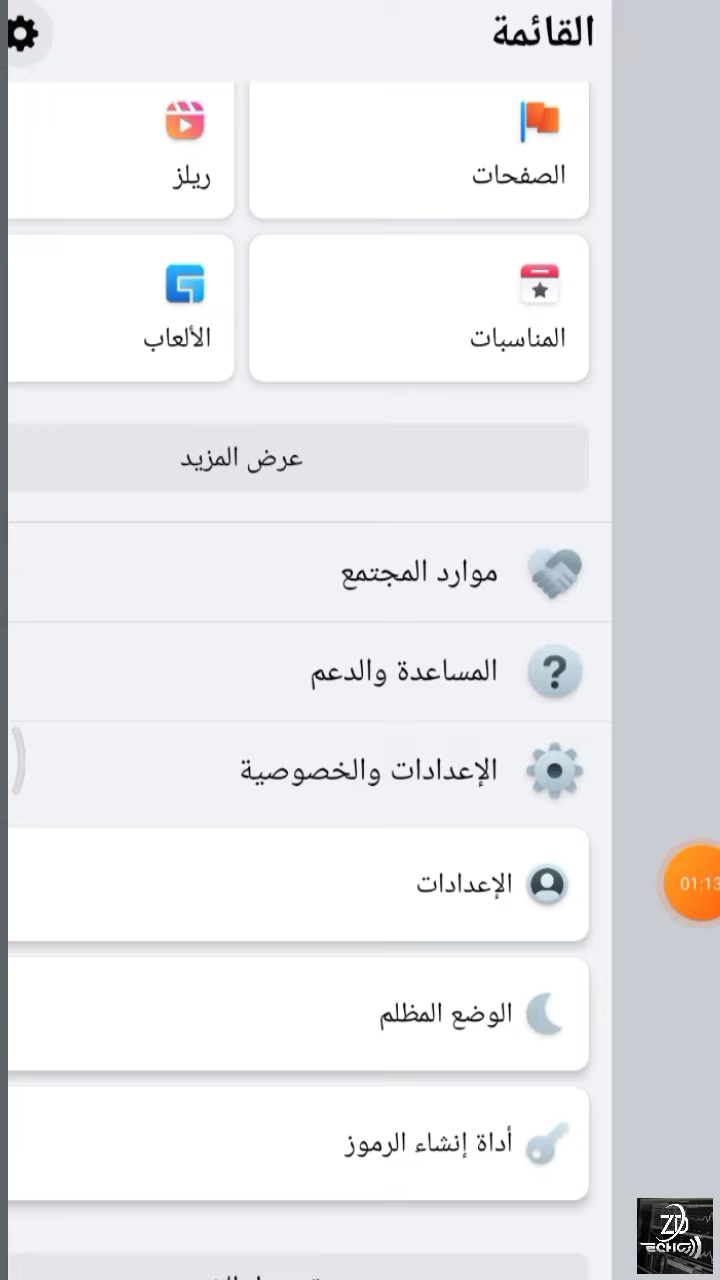 القائمة
الصفحات
ريلز
المناسبات
الألعاب
عرض المزيد
موارد المجتمع
المساعدة والدعم
الإعدادات والخصوصية
الإعدادات
01:13
الوضع المظلم
أداة إنشاء الرموز